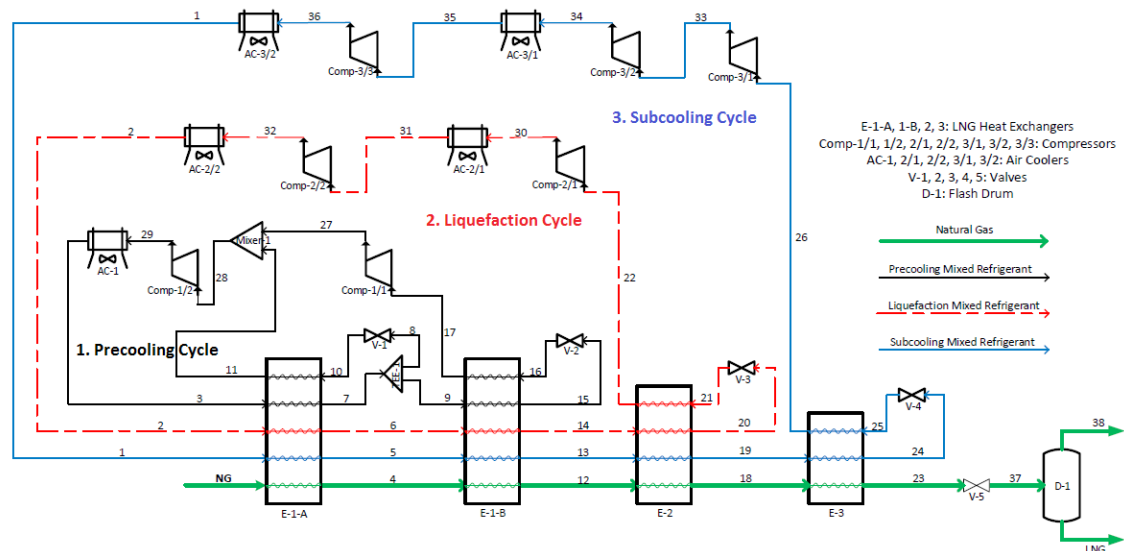 1
36
35
34
33
AC-3/2
Comp-3/3
AC-3/1
Comp-3/2
Comp-3/1
3. Subcooling Cycle
2
32
31
30
AC-2/2
Comp-2/2
AC-2/1
Comp-2/1
E-1-A, 1-B, 2, 3: LNG Heat Exchangers
Comp-1/1, 1/2, 2/1, 2/2, 3/1, 3/2, 3/3: Compressors
AC-1, 2/1, 2/2, 3/1, 3/2: Air Coolers
V-1, 2, 3, 4, 5: Valves
D-1: Flash Drum
2. Liquefaction Cycle
Natural Gas
Precooling Mixed Refrigerant
Liquefaction Mixed Refrigerant
Subcooling Mixed Refrigerant
29
Mixer-1
27
26
AC-1
Comp-1/2
28
Comp-1/1
22
1. Precooling Cycle
17
V-1
8
V-2
11
10
TEE-1
16
V-3
3
7
9
15
21
V-4
2
6
14
20
25
38
1
5
13
19
24
NG
4
12
18
23
V-5
37
D-1
E-1-A
E-1-B
E-2
E-3
LNG